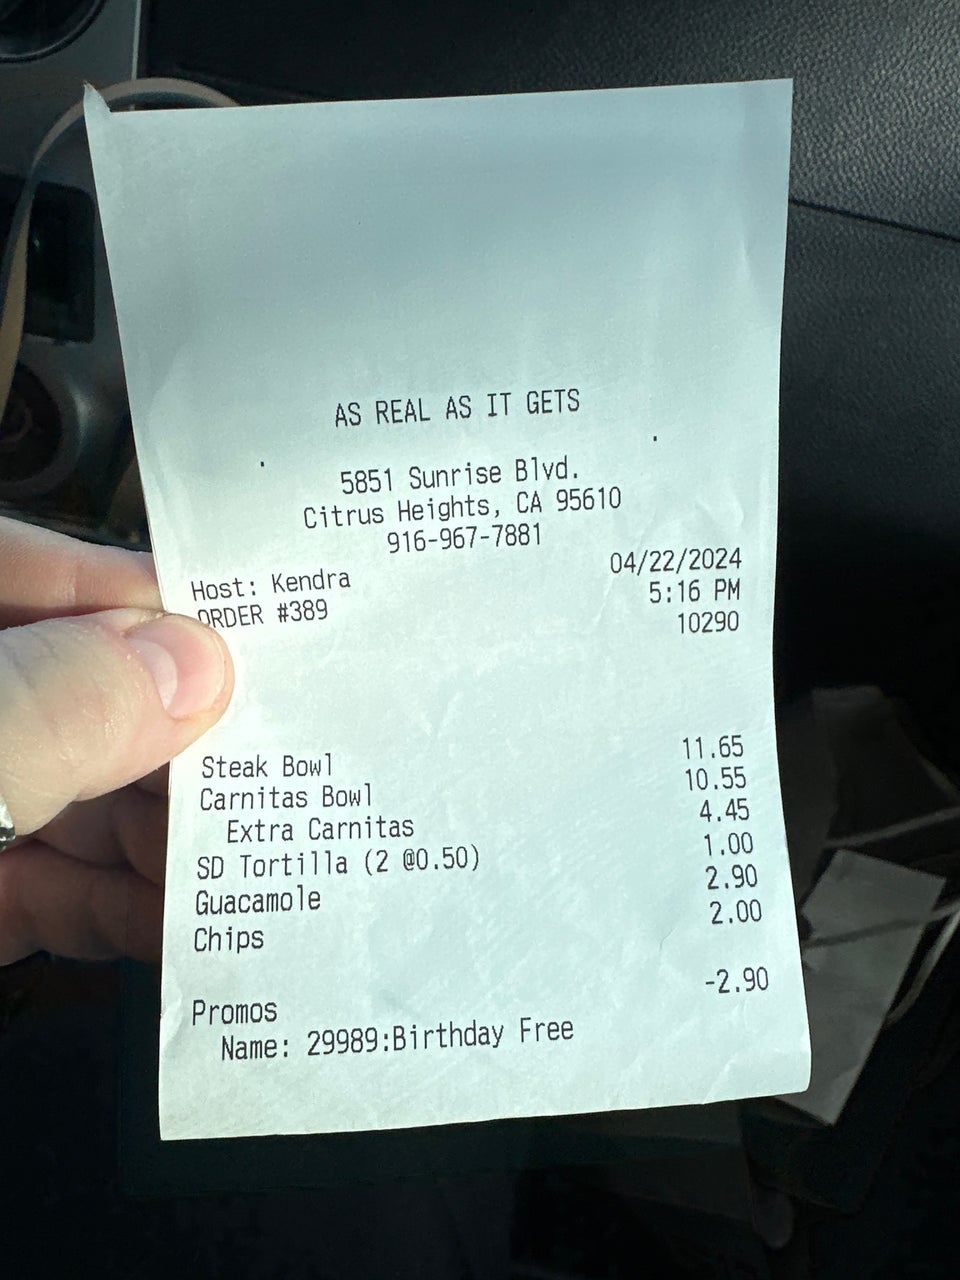 AS REAL AS IT GETS
5851 Sunrise Blvd.
Citrus Heights, CA 95610
916-967-7881
Host: Kendra 04/22/2024
ORDER #389 5:16 PM
10290
Steak Bowl 11.65
Carnitas Bowl 10.55
Extra Carnitas 4.45
SD Tortilla (2 @0.50) 1.00
Guacamole 2.90
Chips 2.00
Promos -2.90
Name: 29989:Birthday Free